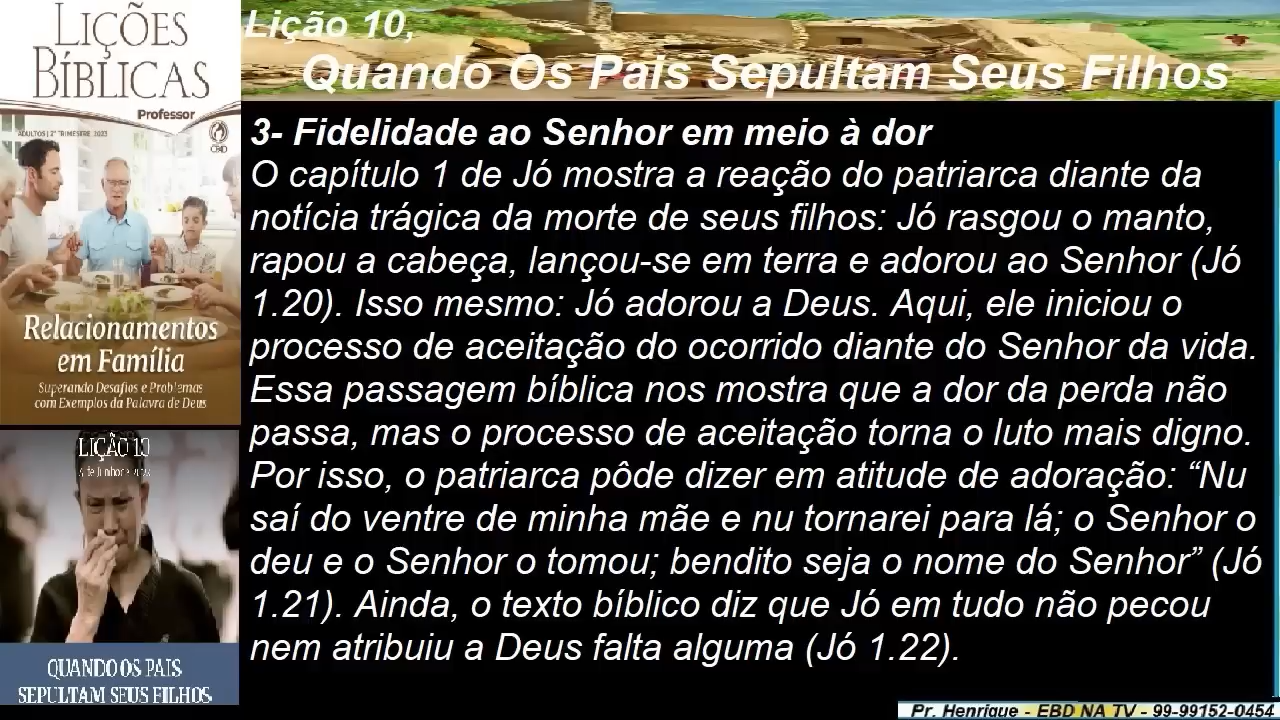 LIÇÕES
BÍBLICAS
Professor
ADULTOS | 2º TRIMESTRE 2023
CPAD
Relacionamentos
em Família
Superando Desafios e Problemas
com Exemplos da Palavra de Deus
LIÇÃO 10
QUANDO OS PAIS
SEPULTAM SEUS FILHOS
Lição 10,
Quando Os Pais Sepultam Seus Filhos
3- Fidelidade ao Senhor em meio à dor
O capítulo 1 de Jó mostra a reação do patriarca diante da
notícia trágica da morte de seus filhos: Jó rasgou o manto,
rapou a cabeça, lançou-se em terra e adorou ao Senhor (Jó
1.20). Isso mesmo: Jó adorou a Deus. Aqui, ele iniciou o
processo de aceitação do ocorrido diante do Senhor da vida.
Essa passagem bíblica nos mostra que a dor da perda não
passa, mas o processo de aceitação torna o luto mais digno.
Por isso, o patriarca pôde dizer em atitude de adoração: “Nu
saí do ventre de minha mãe e nu tornarei para lá; o Senhor o
deu e o Senhor o tomou; bendito seja o nome do Senhor” (Jó
1.21). Ainda, o texto bíblico diz que Jó em tudo não pecou
nem atribuiu a Deus falta alguma (Jó 1.22).
Pr. Henrique - EBD NA TV - 99-99152-0454